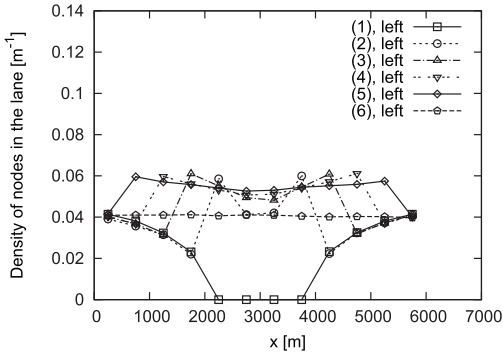 0.14
0.12
0.1
0.08
0.06
0.04
0.02
0
Density of nodes in the lane [m⁻¹]
(1), left
(2), left
(3), left
(4), left
(5), left
(6), left
0 1000 2000 3000 4000 5000 6000 7000
x [m]